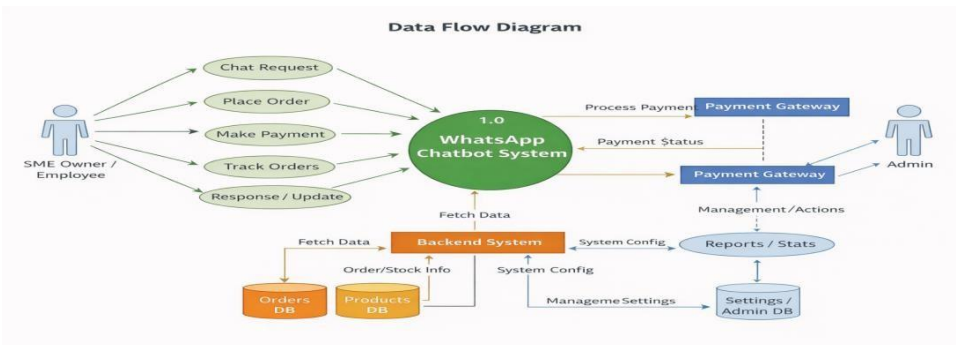 Data Flow Diagram
Chat Request
Place Order
Make Payment
Track Orders
Response / Update
SME Owner /
Employee
1.0
WhatsApp
Chatbot System
Process Payment
Payment Gateway
Payment $tatus
Payment Gateway
Admin
Management/Actions
Fetch Data
Fetch Data
Backend System
System Config
Reports / Stats
Order/Stock Info
System Config
Orders
DB
Products
DB
Manageme Settings
Settings /
Admin DB